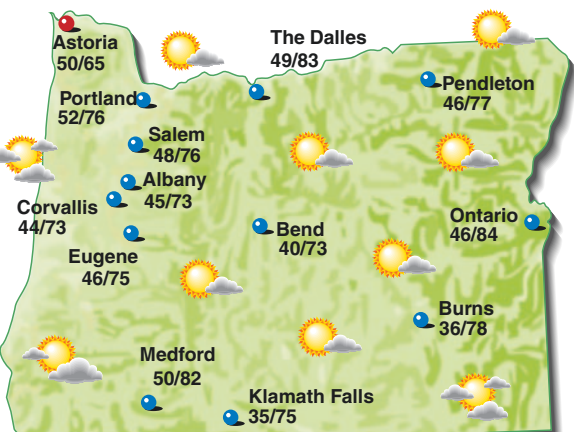 Astoria
50/65
The Dalles
49/83
Pendleton
46/77
Portland
52/76
Salem
48/76
Albany
45/73
Corvallis
44/73
Eugene
46/75
Bend
40/73
Ontario
46/84
Burns
36/78
Medford
50/82
Klamath Falls
35/75